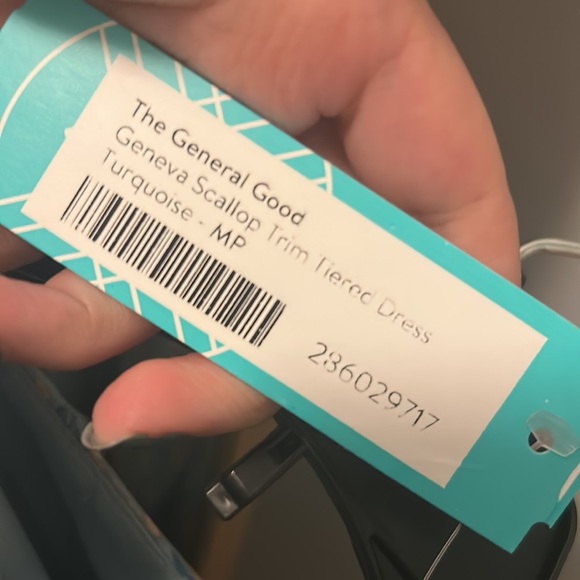 The General Good
Geneva Scallop Trim Tiered Dress
Turquoise - MP
286029717